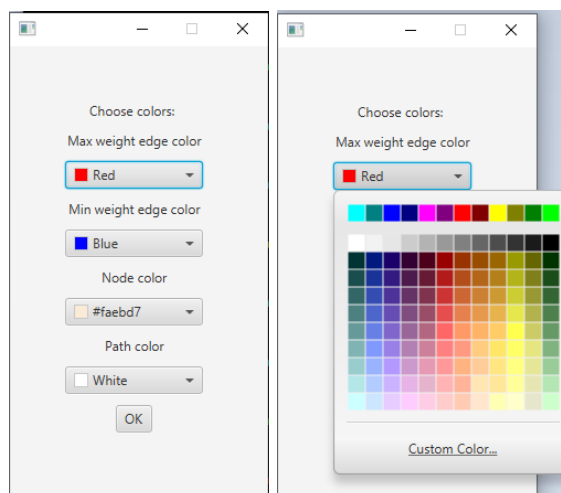 Choose colors:
Max weight edge color
Red
Min weight edge color
Blue
Node color
#faebd7
Path color
White
OK
Choose colors:
Max weight edge color
Red
Custom Color...